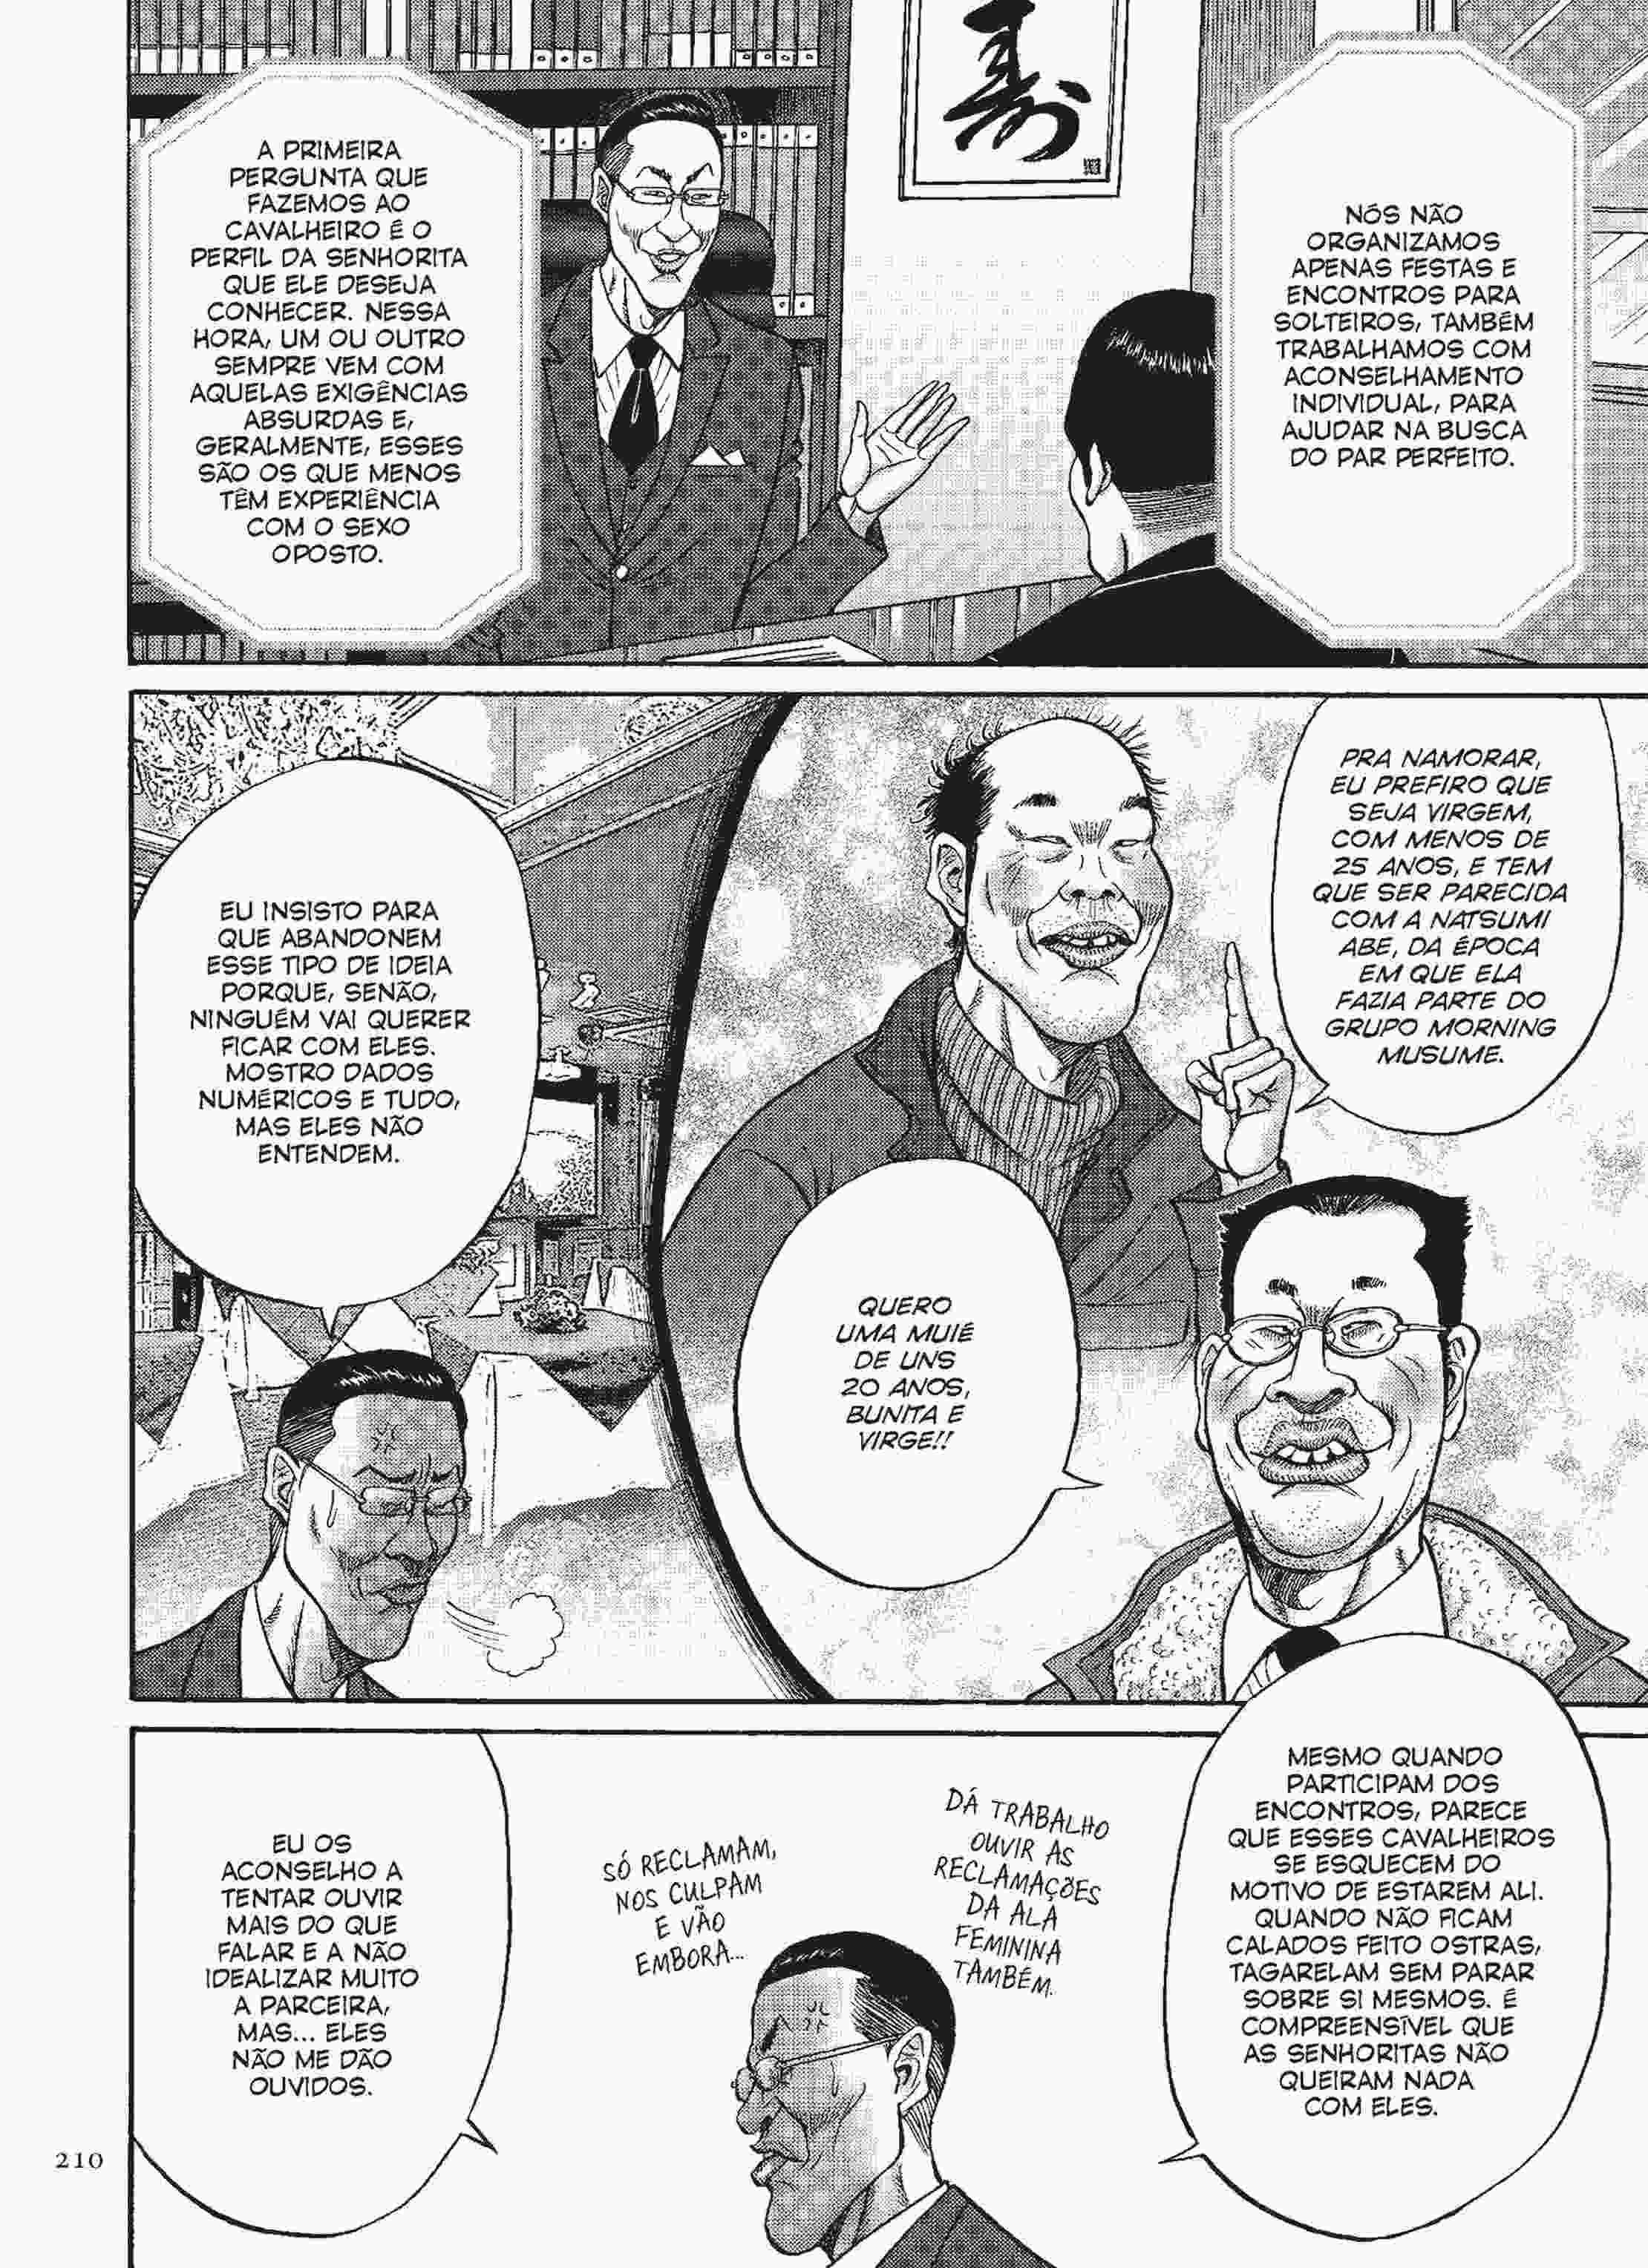 寿
NÓS NÃO
ORGANIZAMOS
APENAS FESTAS E
ENCONTROS PARA
SOLTEIROS, TAMBÉM
TRABALHAMOS COM
ACONSELHAMENTO
INDIVIDUAL, PARA
AJUDAR NA BUSCA
DO PAR PERFEITO.
A PRIMEIRA
PERGUNTA QUE
FAZEMOS AO
CAVALHEIRO É O
PERFIL DA SENHORITA
QUE ELE DESEJA
CONHECER. NESSA
HORA, UM OU OUTRO
SEMPRE VEM COM
AQUELAS EXIGÊNCIAS
ABSURDAS E,
GERALMENTE, ESSES
SÃO OS QUE MENOS
TÊM EXPERIÊNCIA
COM O SEXO
OPOSTO.
PRA NAMORAR,
EU PREFIRO QUE
SEJA VIRGEM,
COM MENOS DE
25 ANOS, E TEM
QUE SER PARECIDA
COM A NATSUMI
ABE, DA ÉPOCA
EM QUE ELA
FAZIA PARTE DO
GRUPO MORNING
MUSUME.
QUERO
UMA MUIÉ
DE UNS
20 ANOS,
BUNITA E
VIRGE!!
EU INSISTO PARA
QUE ABANDONEM
ESSE TIPO DE IDEIA
PORQUE, SENÃO,
NINGUÉM VAI QUERER
FICAR COM ELES.
MOSTRO DADOS
NUMÉRICOS E TUDO,
MAS ELES NÃO
ENTENDEM.
MESMO QUANDO
PARTICIPAM DOS
ENCONTROS, PARECE
QUE ESSES CAVALHEIROS
SE ESQUECEM DO
MOTIVO DE ESTAREM ALI.
QUANDO NÃO FICAM
CALADOS FEITO OSTRAS,
TAGARELAM SEM PARAR
SOBRE SI MESMOS. É
COMPREENSÍVEL QUE
AS SENHORITAS NÃO
QUEIRAM NADA
COM ELES.
DÁ TRABALHO
OUVIR AS
RECLAMAÇÕES
DA ALA
FEMININA
TAMBÉM.
SÓ RECLAMAM,
NOS CULPAM
E VÃO
EMBORA...
EU OS
ACONSELHO A
TENTAR OUVIR
MAIS DO QUE
FALAR E A NÃO
IDEALIZAR MUITO
A PARCEIRA,
MAS... ELES
NÃO ME DÃO
OUVIDOS.
210